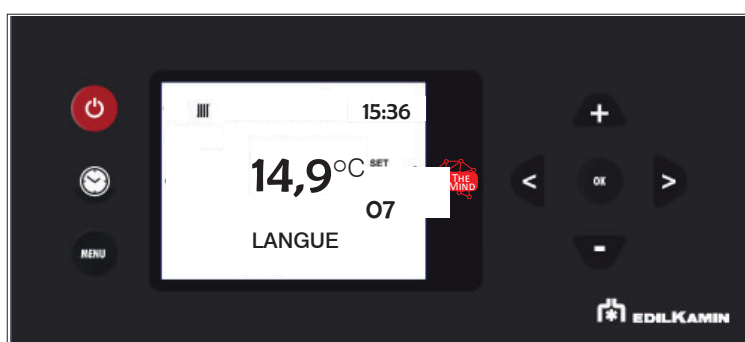 15:36
14,9°C SET
07
LANGUE
MENU
THE
MIND
+
< OK >
-
EDILKAMIN